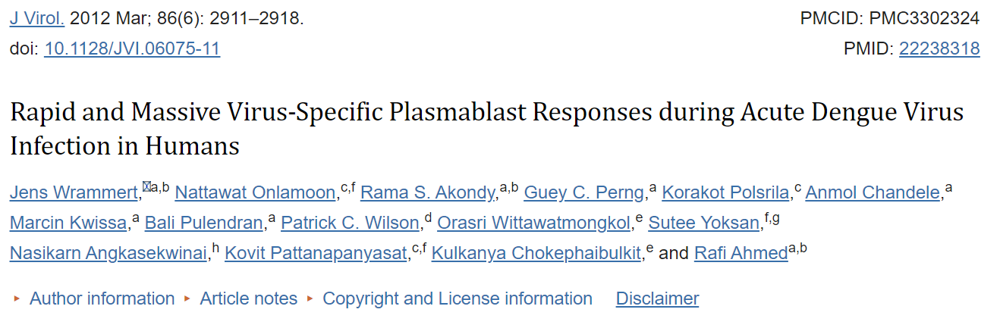 J Virol. 2012 Mar; 86(6): 2911–2918.
PMCID: PMC3302324
doi: 10.1128/JVI.06075-11
PMID: 22238318
Rapid and Massive Virus-Specific Plasmablast Responses during Acute Dengue Virus
Infection in Humans
Jens Wrammert,a,b Nattawat Onlamoon,c,f Rama S. Akondy,a,b Guey C. Perng,a Korakot Polsrila,c Anmol Chandele,a
Marcin Kwissa,a Bali Pulendran,a Patrick C. Wilson,d Orasri Wittawatmongkol,e Sutee Yoksan,f,g
Nasikarn Angkasekwinai,h Kovit Pattanapanyasat,c,f Kulkanya Chokephaibulkit,e and Rafi Ahmeda,b
▸ Author information ▸ Article notes ▸ Copyright and License information Disclaimer